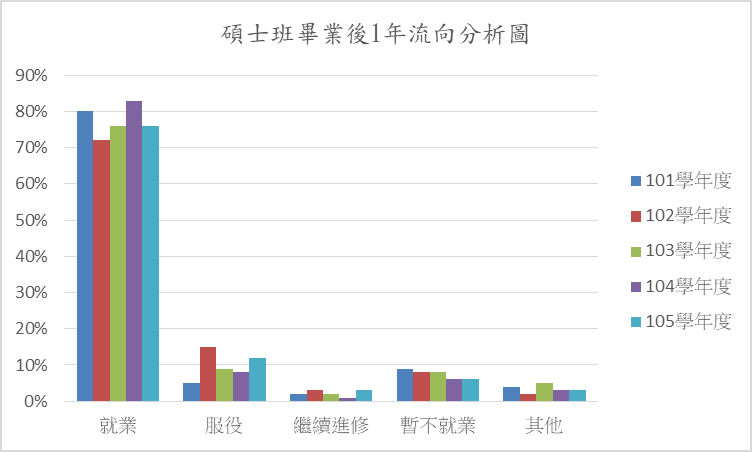 碩士班畢業後1年流向分析圖
90%
80%
70%
60%
50%
40%
30%
20%
10%
0%
就業 服役 繼續進修 暫不就業 其他
101學年度
102學年度
103學年度
104學年度
105學年度